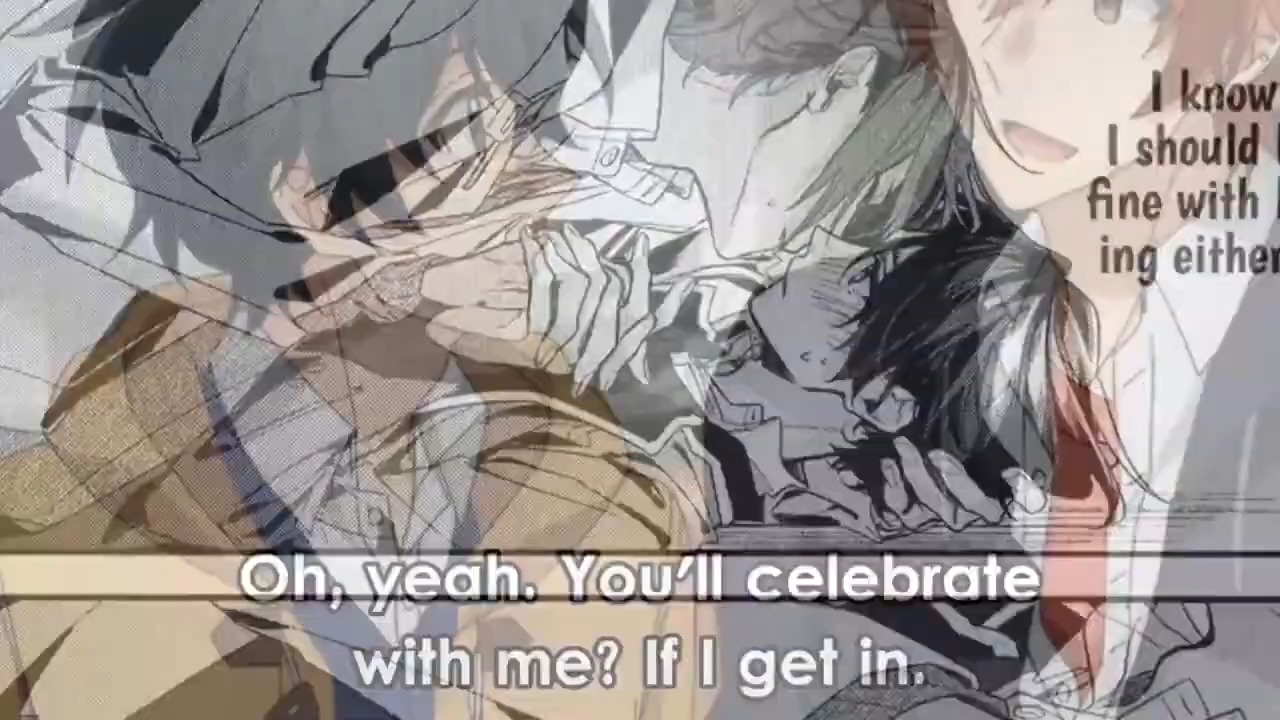 I know
I should
fine with
ing either
Oh, yeah. You'll celebrate
with me? If I get in.